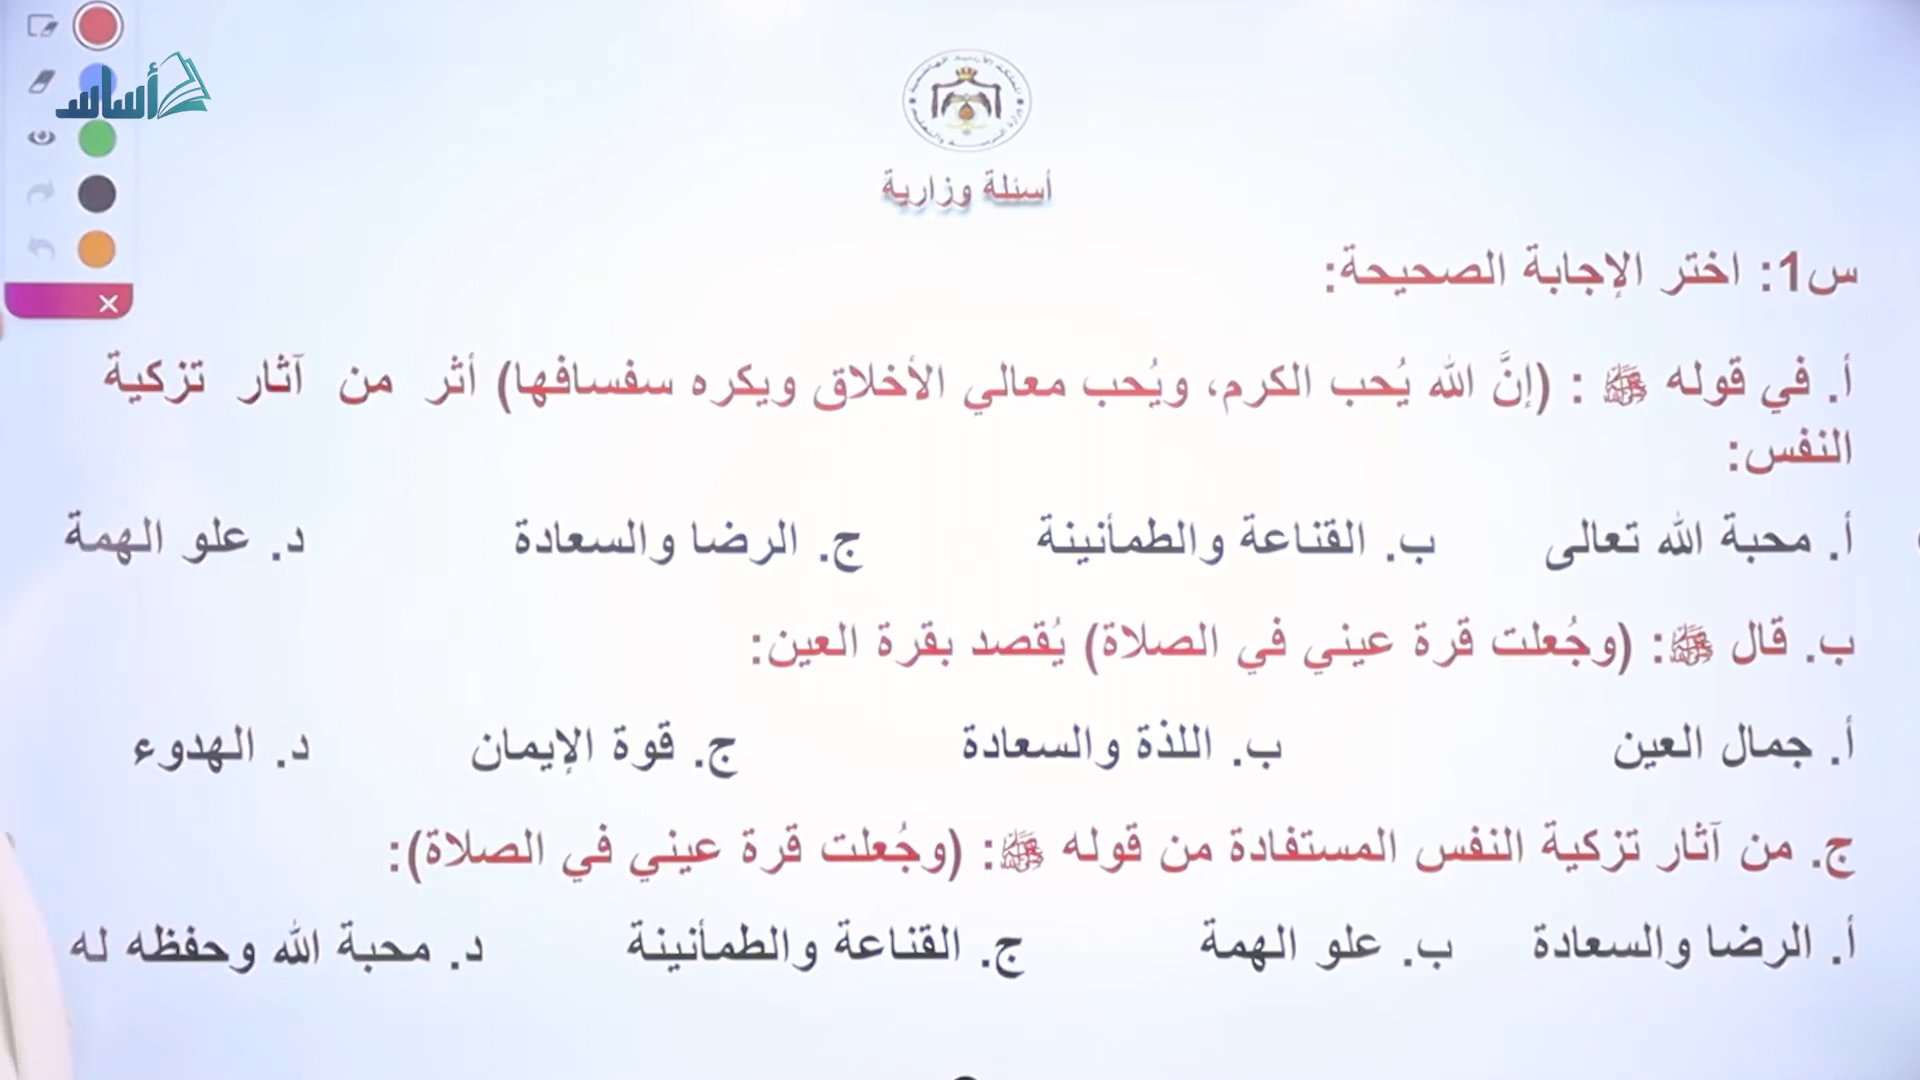 أساس
أسئلة وزارية
س1: اختر الإجابة الصحيحة:
أ. في قوله ﷺ : (إنَّ الله يُحب الكرم، ويُحب معالي الأخلاق ويكره سفسافها) أثر من آثار تزكية
النفس:
أ. محبة الله تعالى ب. القناعة والطمأنينة ج. الرضا والسعادة د. علو الهمة
ب. قال ﷺ: (وجُعلت قرة عيني في الصلاة) يُقصد بقرة العين:
أ. جمال العين ب. اللذة والسعادة ج. قوة الإيمان د. الهدوء
ج. من آثار تزكية النفس المستفادة من قوله ﷺ: (وجُعلت قرة عيني في الصلاة):
أ. الرضا والسعادة ب. علو الهمة ج. القناعة والطمأنينة د. محبة الله وحفظه له